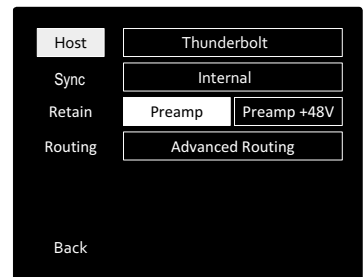 Host Thunderbolt
Sync Internal
Retain Preamp Preamp +48V
Routing Advanced Routing
Back